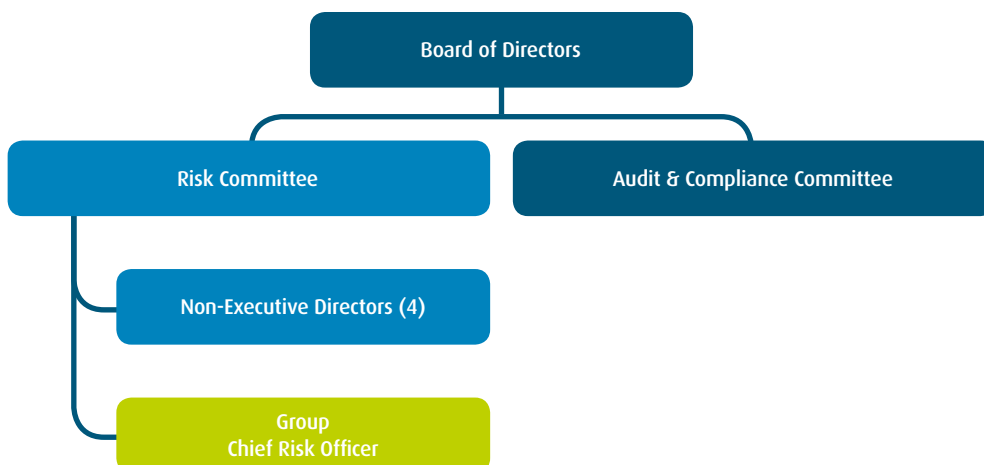 Board of Directors
Risk Committee
Audit & Compliance Committee
Non-Executive Directors (4)
Group
Chief Risk Officer